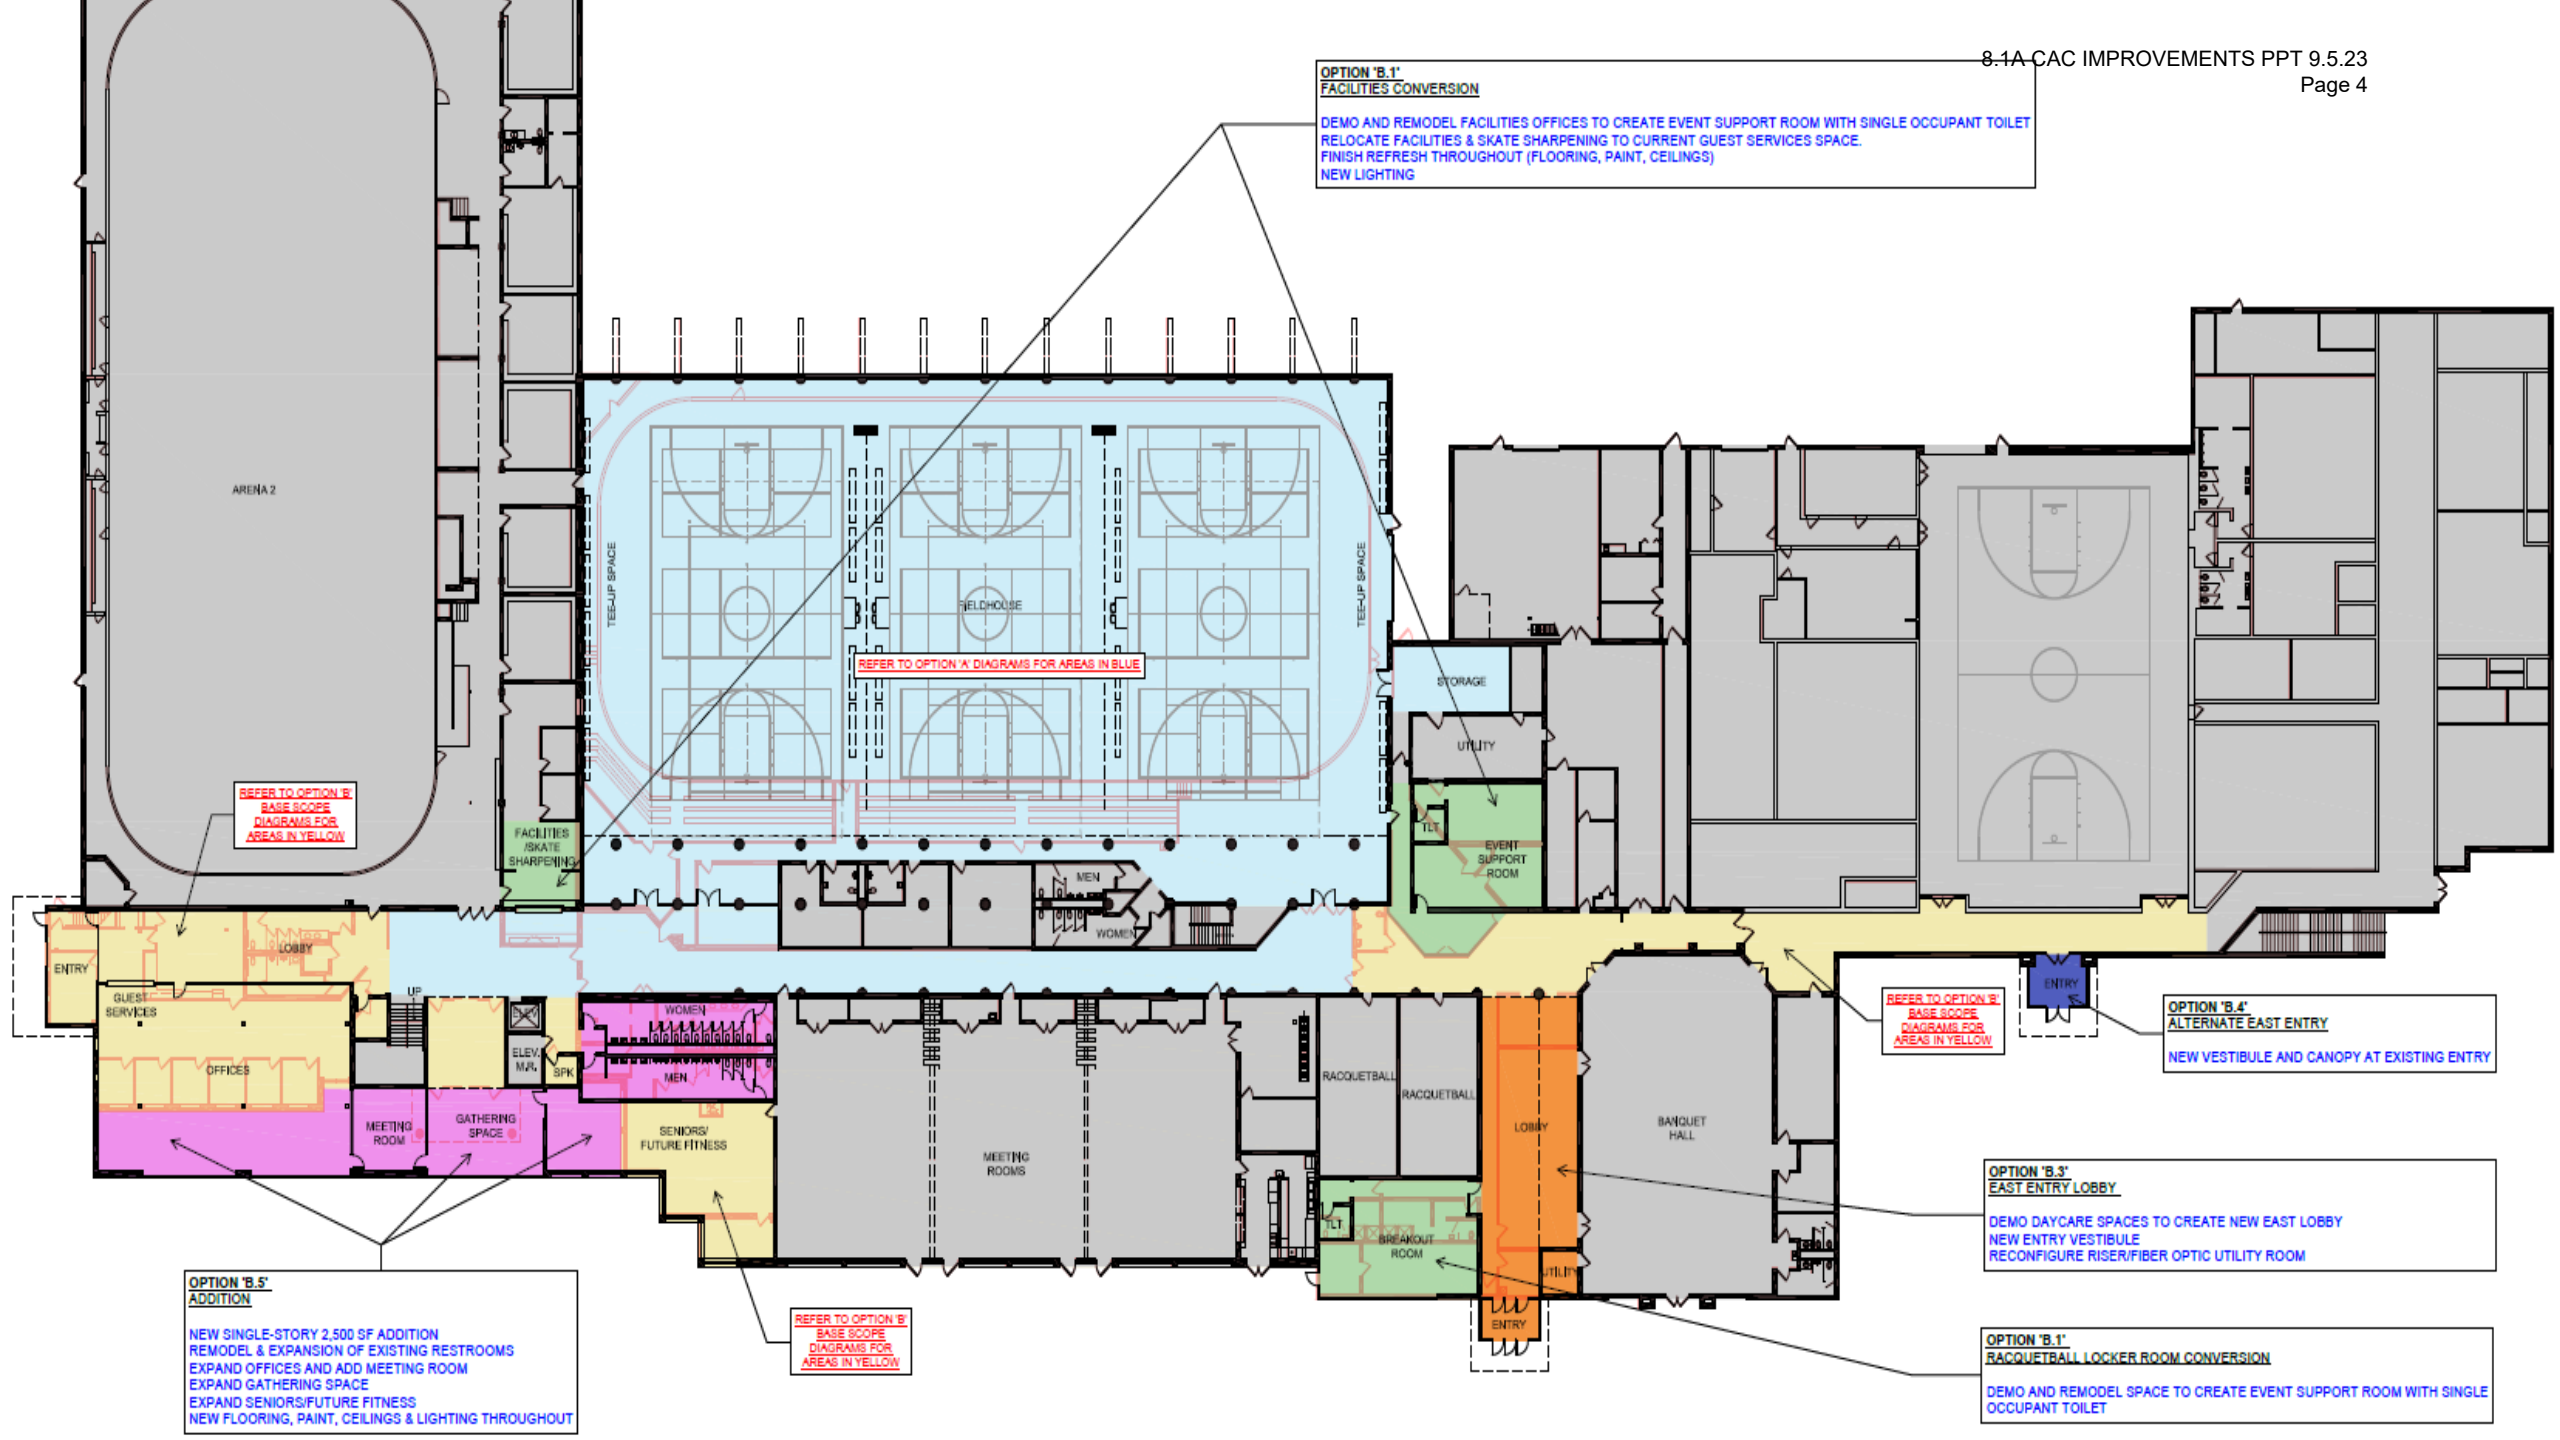 8.1A CAC IMPROVEMENTS PPT 9.5.23
Page 4
OPTION 'B.1'
FACILITIES CONVERSION
DEMO AND REMODEL FACILITIES OFFICES TO CREATE EVENT SUPPORT ROOM WITH SINGLE OCCUPANT TOILET
RELOCATE FACILITIES & SKATE SHARPENING TO CURRENT GUEST SERVICES SPACE.
FINISH REFRESH THROUGHOUT (FLOORING, PAINT, CEILINGS)
NEW LIGHTING
ARENA 2
TEE-UP SPACE
FIELDHOUSE
TEE-UP SPACE
REFER TO OPTION 'A' DIAGRAMS FOR AREAS IN BLUE
STORAGE
UTILITY
TLT
EVENT
SUPPORT
ROOM
REFER TO OPTION 'B'
BASE SCOPE
DIAGRAMS FOR
AREAS IN YELLOW
FACILITIES
/SKATE
SHARPENING
MEN
WOMEN
LOBBY
ENTRY
GUEST
SERVICES
UP
ELEV.
ELEV.
M.R.
SPK
OFFICES
WOMEN
MEN
MEETING
ROOM
GATHERING
SPACE
SENIORS/
FUTURE FITNESS
MEETING
ROOMS
RACQUETBALL
RACQUETBALL
LOBBY
BANQUET
HALL
TLT
BREAKOUT
ROOM
UTILITY
ENTRY
ENTRY
REFER TO OPTION 'B'
BASE SCOPE
DIAGRAMS FOR
AREAS IN YELLOW
OPTION 'B.4'
ALTERNATE EAST ENTRY
NEW VESTIBULE AND CANOPY AT EXISTING ENTRY
OPTION 'B.3'
EAST ENTRY LOBBY
DEMO DAYCARE SPACES TO CREATE NEW EAST LOBBY
NEW ENTRY VESTIBULE
RECONFIGURE RISER/FIBER OPTIC UTILITY ROOM
OPTION 'B.5'
ADDITION
NEW SINGLE-STORY 2,500 SF ADDITION
REMODEL & EXPANSION OF EXISTING RESTROOMS
EXPAND OFFICES AND ADD MEETING ROOM
EXPAND GATHERING SPACE
EXPAND SENIORS/FUTURE FITNESS
NEW FLOORING, PAINT, CEILINGS & LIGHTING THROUGHOUT
REFER TO OPTION 'B'
BASE SCOPE
DIAGRAMS FOR
AREAS IN YELLOW
OPTION 'B.1'
RACQUETBALL LOCKER ROOM CONVERSION
DEMO AND REMODEL SPACE TO CREATE EVENT SUPPORT ROOM WITH SINGLE
OCCUPANT TOILET